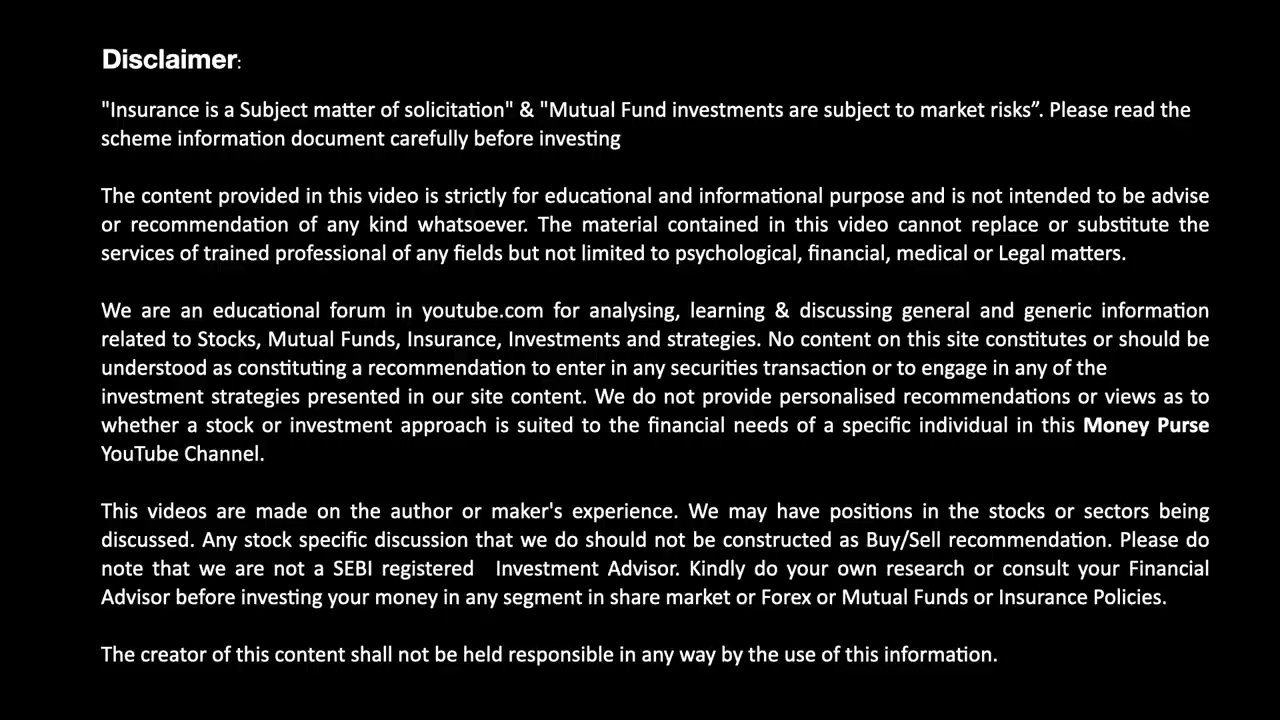 Disclaimer:
"Insurance is a Subject matter of solicitation" & "Mutual Fund investments are subject to market risks”. Please read the
scheme information document carefully before investing
The content provided in this video is strictly for educational and informational purpose and is not intended to be advise
or recommendation of any kind whatsoever. The material contained in this video cannot replace or substitute the
services of trained professional of any fields but not limited to psychological, financial, medical or Legal matters.
We are an educational forum in youtube.com for analysing, learning & discussing general and generic information
related to Stocks, Mutual Funds, Insurance, Investments and strategies. No content on this site constitutes or should be
understood as constituting a recommendation to enter in any securities transaction or to engage in any of the
investment strategies presented in our site content. We do not provide personalised recommendations or views as to
whether a stock or investment approach is suited to the financial needs of a specific individual in this Money Purse
YouTube Channel.
This videos are made on the author or maker's experience. We may have positions in the stocks or sectors being
discussed. Any stock specific discussion that we do should not be constructed as Buy/Sell recommendation. Please do
note that we are not a SEBI registered Investment Advisor. Kindly do your own research or consult your Financial
Advisor before investing your money in any segment in share market or Forex or Mutual Funds or Insurance Policies.
The creator of this content shall not be held responsible in any way by the use of this information.